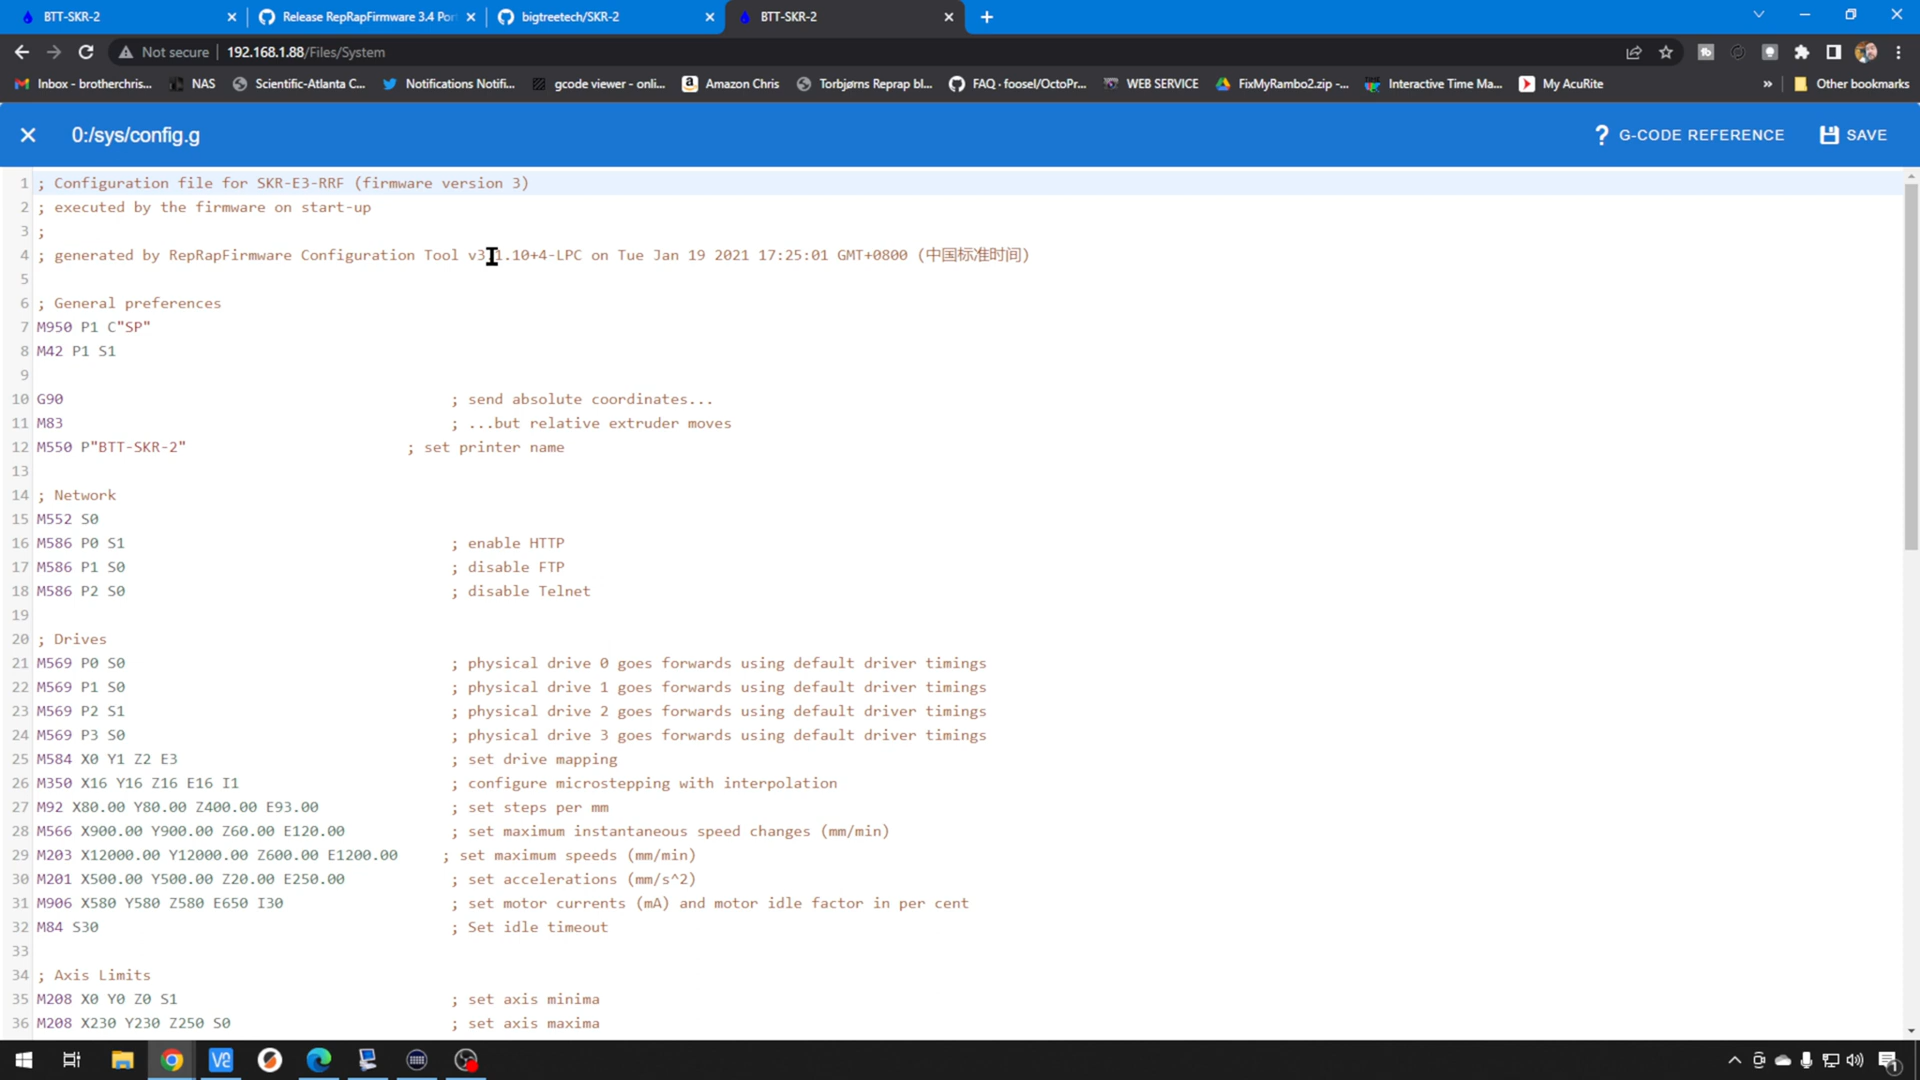 BTT-SKR-2
Release RepRapFirmware 3.4 Por
bigtreetech/SKR-2
BTT-SKR-2
Not secure
192.168.1.88/Files/System
Inbox - brotherchris...
NAS
Scientific-Atlanta C...
Notifications Notifi...
gcode viewer - onli...
Amazon Chris
Torbjørns Reprap bl...
FAQ · foosel/OctoPr...
WEB SERVICE
FixMyRambo2.zip -...
Interactive Time Ma...
My AcuRite
»
Other bookmarks
0:/sys/config.g
? G-CODE REFERENCE
SAVE
1 ; Configuration file for SKR-E3-RRF (firmware version 3)
2 ; executed by the firmware on start-up
3 ;
4 ; generated by RepRapFirmware Configuration Tool v3.1.10+4-LPC on Tue Jan 19 2021 17:25:01 GMT+0800 (中国标准时间)
5
6 ; General preferences
7 M950 P1 C"SP"
8 M42 P1 S1
9
10 G90 ; send absolute coordinates...
11 M83 ; ...but relative extruder moves
12 M550 P"BTT-SKR-2" ; set printer name
13
14 ; Network
15 M552 S0
16 M586 P0 S1 ; enable HTTP
17 M586 P1 S0 ; disable FTP
18 M586 P2 S0 ; disable Telnet
19
20 ; Drives
21 M569 P0 S0 ; physical drive 0 goes forwards using default driver timings
22 M569 P1 S0 ; physical drive 1 goes forwards using default driver timings
23 M569 P2 S1 ; physical drive 2 goes forwards using default driver timings
24 M569 P3 S0 ; physical drive 3 goes forwards using default driver timings
25 M584 X0 Y1 Z2 E3 ; set drive mapping
26 M350 X16 Y16 Z16 E16 I1 ; configure microstepping with interpolation
27 M92 X80.00 Y80.00 Z400.00 E93.00 ; set steps per mm
28 M566 X900.00 Y900.00 Z60.00 E120.00 ; set maximum instantaneous speed changes (mm/min)
29 M203 X12000.00 Y12000.00 Z600.00 E1200.00 ; set maximum speeds (mm/min)
30 M201 X500.00 Y500.00 Z20.00 E250.00 ; set accelerations (mm/s^2)
31 M906 X580 Y580 Z580 E650 I30 ; set motor currents (mA) and motor idle factor in per cent
32 M84 S30 ; Set idle timeout
33
34 ; Axis Limits
35 M208 X0 Y0 Z0 S1 ; set axis minima
36 M208 X230 Y230 Z250 S0 ; set axis maxima